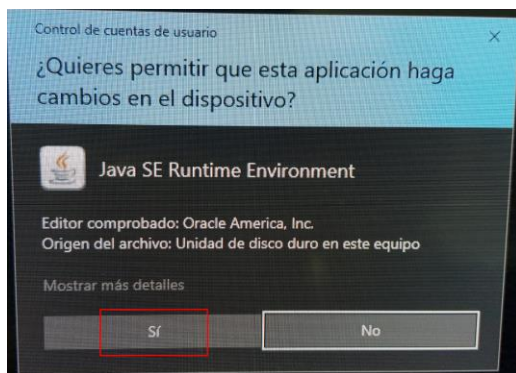 Control de cuentas de usuario
¿Quieres permitir que esta aplicación haga
cambios en el dispositivo?
Java SE Runtime Environment
Editor comprobado: Oracle America, Inc.
Origen del archivo: Unidad de disco duro en este equipo
Mostrar más detalles
Sí
No